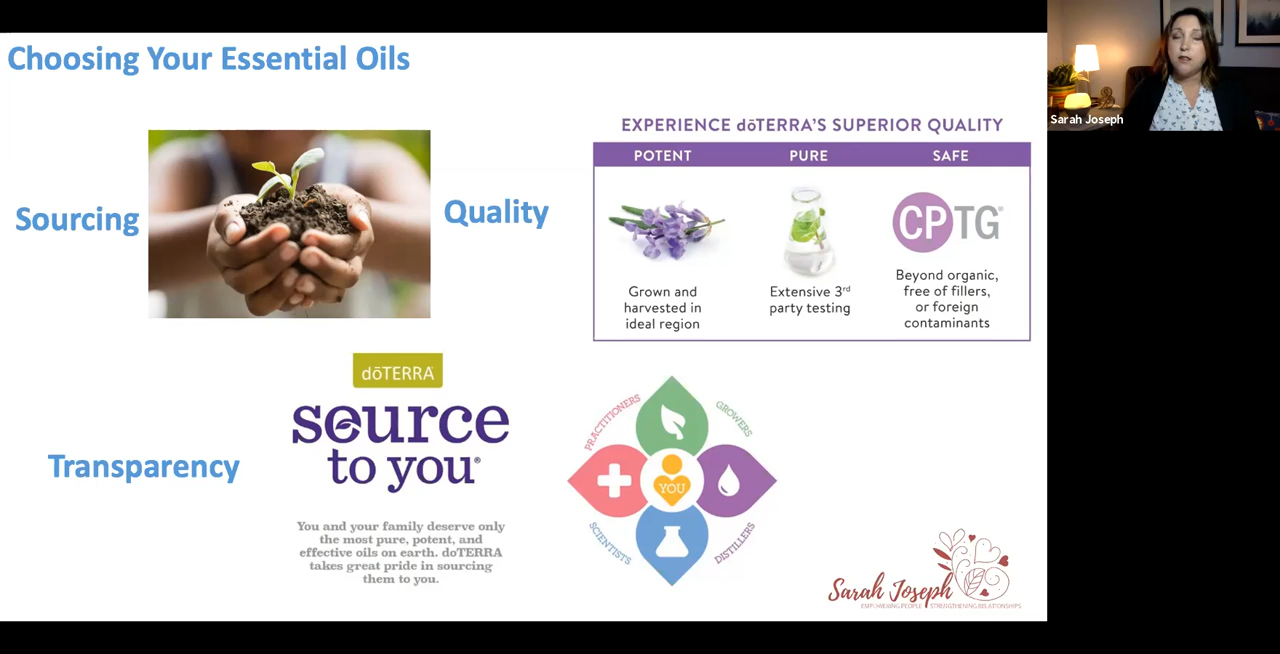 Choosing Your Essential Oils
Sarah Joseph
Sourcing
Quality
EXPERIENCE dōTERRA'S SUPERIOR QUALITY
POTENT
PURE
SAFE
CPTG®
Grown and
harvested in
ideal region
Extensive 3rd
party testing
Beyond organic,
free of fillers,
or foreign
contaminants
Transparency
dōTERRA
source
to you®
You and your family deserve only
the most pure, potent, and
effective oils on earth. doTERRA
takes great pride in sourcing
them to you.
PRACTITIONERS
GROWERS
YOU
SCIENTISTS
DISTILLERS
Sarah Joseph
EMPOWERING PEOPLE STRENGTHENING RELATIONSHIPS